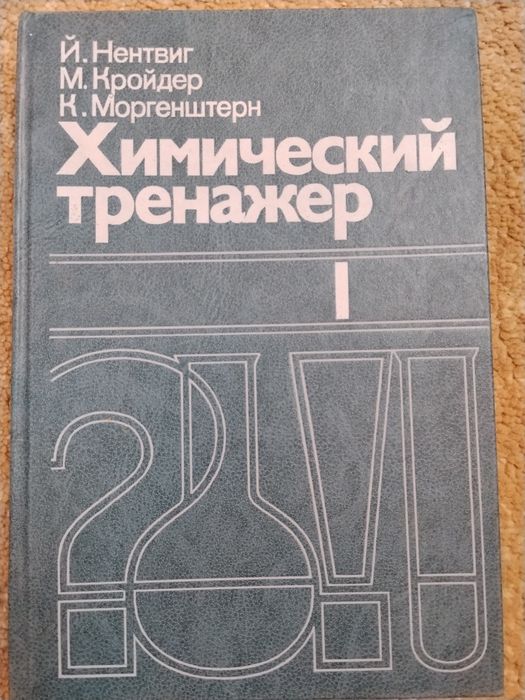 Й. Нентвиг
М. Кройдер
К. Моргенштерн
Химический
тренажер
I